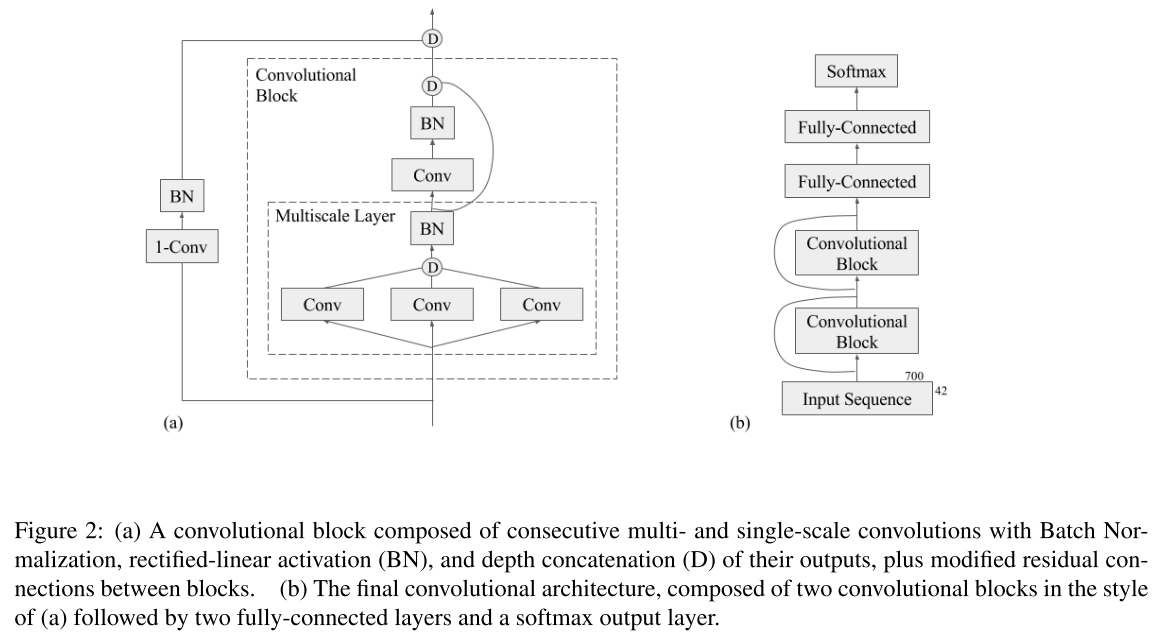 D
Convolutional
Block
D
BN
Conv
BN
1-Conv
Multiscale Layer
BN
D
Conv
Conv
Conv
(a)
Softmax
Fully-Connected
Fully-Connected
Convolutional
Block
Convolutional
Block
700
Input Sequence
42
(b)
Figure 2: (a) A convolutional block composed of consecutive multi- and single-scale convolutions with Batch Nor-
malization, rectified-linear activation (BN), and depth concatenation (D) of their outputs, plus modified residual con-
nections between blocks. (b) The final convolutional architecture, composed of two convolutional blocks in the style
of (a) followed by two fully-connected layers and a softmax output layer.